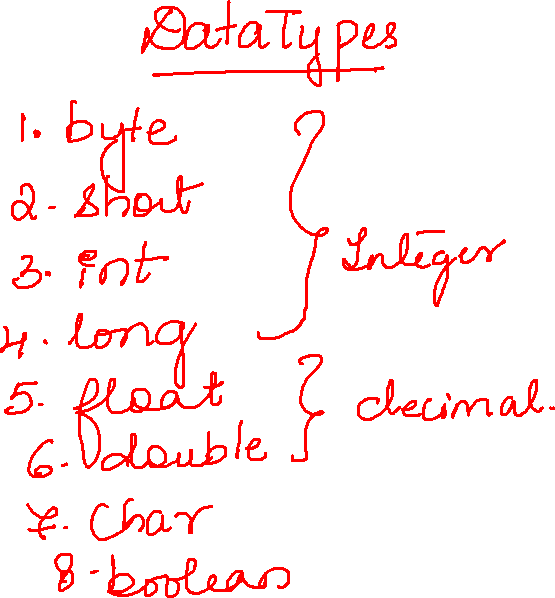 DataTypes
1. byte
2. short
3. int
4. long
Integer
5. float
6. double
decimal.
7. Char
8. boolean